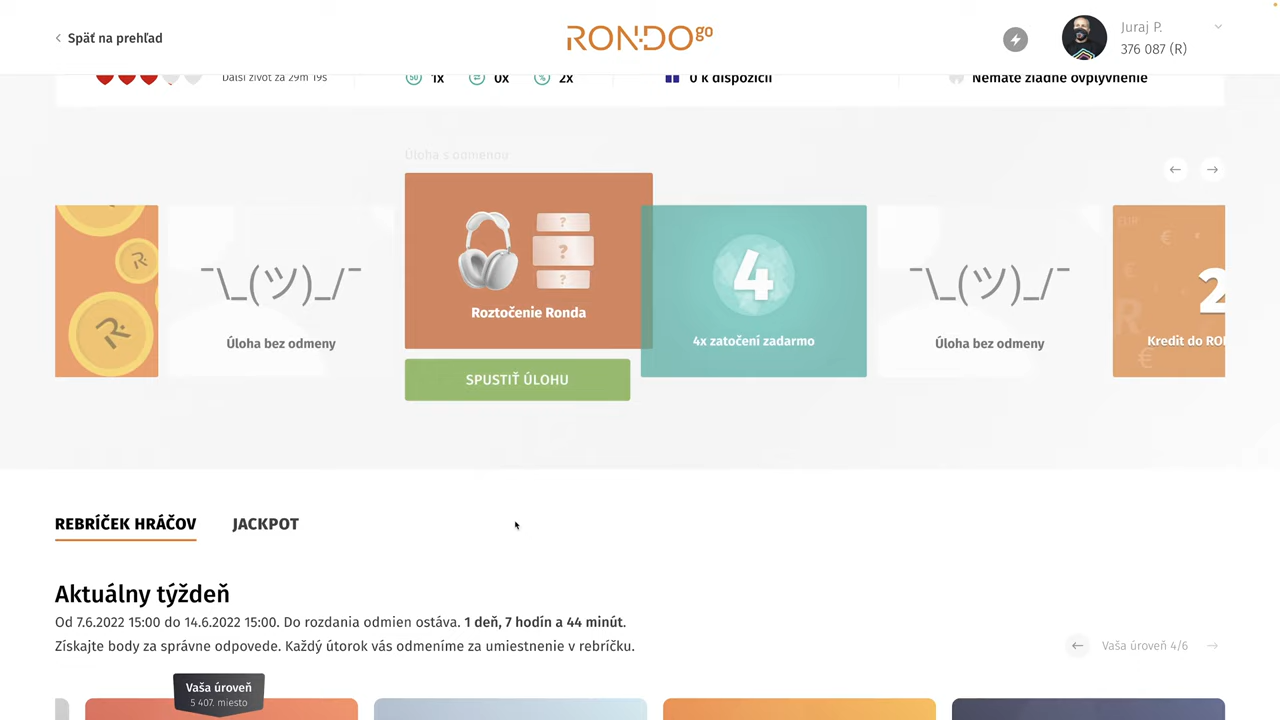 Späť na prehľad
RONDO go
Juraj P.
376 087 (R)
Ďalší život za 29m 19s
50 1x
0x
% 2x
0 k dispozícii
Nemáte žiadne ovplyvnenie
Úloha s odmenou
¯\_(ツ)_/¯
Úloha bez odmeny
?
?
?
Roztočenie Ronda
SPUSTIŤ ÚLOHU
4
4x zatočení zadarmo
¯\_(ツ)_/¯
Úloha bez odmeny
EUR
2
Kredit do RO
REBRÍČEK HRÁČOV
JACKPOT
Aktuálny týždeň
Od 7.6.2022 15:00 do 14.6.2022 15:00. Do rozdania odmien ostáva. 1 deň, 7 hodín a 44 minút.
Získajte body za správne odpovede. Každý útorok vás odmeníme za umiestnenie v rebríčku.
Vaša úroveň 4/6
Vaša úroveň
5 407. miesto